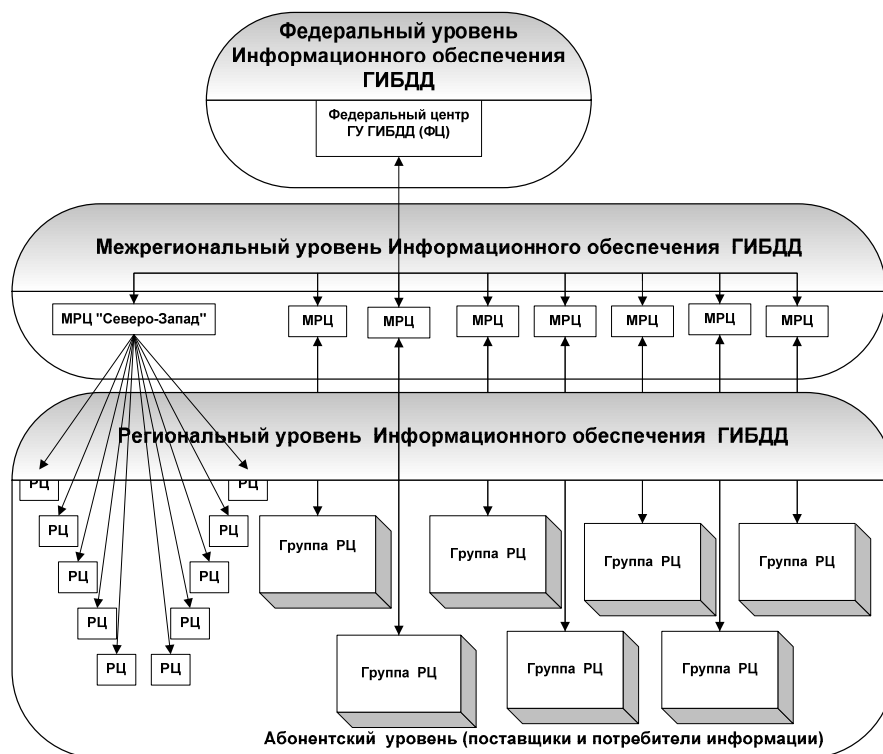 Федеральный уровень
Информационного обеспечения
ГИБДД
Федеральный центр
ГУ ГИБДД (ФЦ)
Межрегиональный уровень Информационного обеспечения ГИБДД
МРЦ "Северо-Запад"
МРЦ
МРЦ
МРЦ
МРЦ
МРЦ
МРЦ
МРЦ
Региональный уровень Информационного обеспечения ГИБДД
РЦ
РЦ
РЦ
РЦ
РЦ
РЦ
РЦ
РЦ
РЦ
РЦ
Группа РЦ
Группа РЦ
Группа РЦ
Группа РЦ
Группа РЦ
Группа РЦ
Группа РЦ
Абонентский уровень (поставщики и потребители информации)